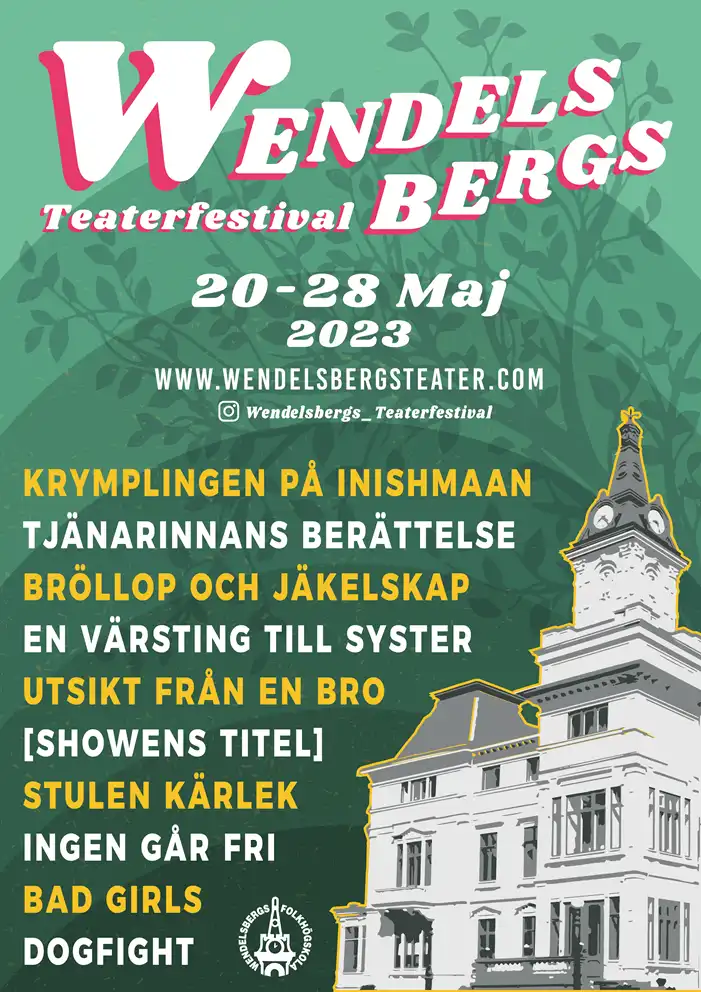 WENDELS
BERGS
Teaterfestival
20-28 Maj
2023
WWW.WENDELSBERGSTEATER.COM
Wendelsbergs_Teaterfestival
KRYMPLINGEN PÅ INISHMAAN
TJÄNARINNANS BERÄTTELSE
BRÖLLOP OCH JÄKELSKAP
EN VÄRSTING TILL SYSTER
UTSIKT FRÅN EN BRO
[SHOWENS TITEL]
STULEN KÄRLEK
INGEN GÅR FRI
BAD GIRLS
DOGFIGHT
WENDELSBERGS FOLKHÖGSKOLA